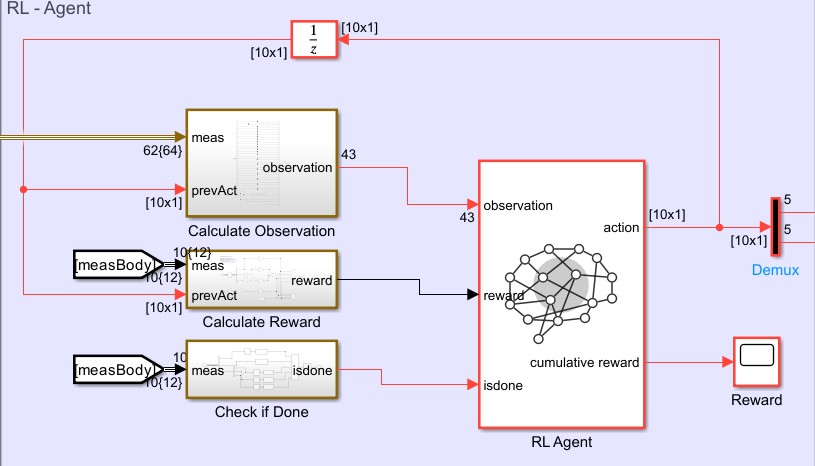 RL - Agent
[10x1]
1
z
[10x1]
meas
62{64}
observation
43
prevAct
[10x1]
Calculate Observation
observation
43
action
[10x1]
[10x1]
5
5
Demux
[measBody]
10{12}
meas
10{12}
reward
prevAct
[10x1]
Calculate Reward
reward
[measBody]
10
meas
10{12}
isdone
Check if Done
cumulative reward
isdone
RL Agent
Reward